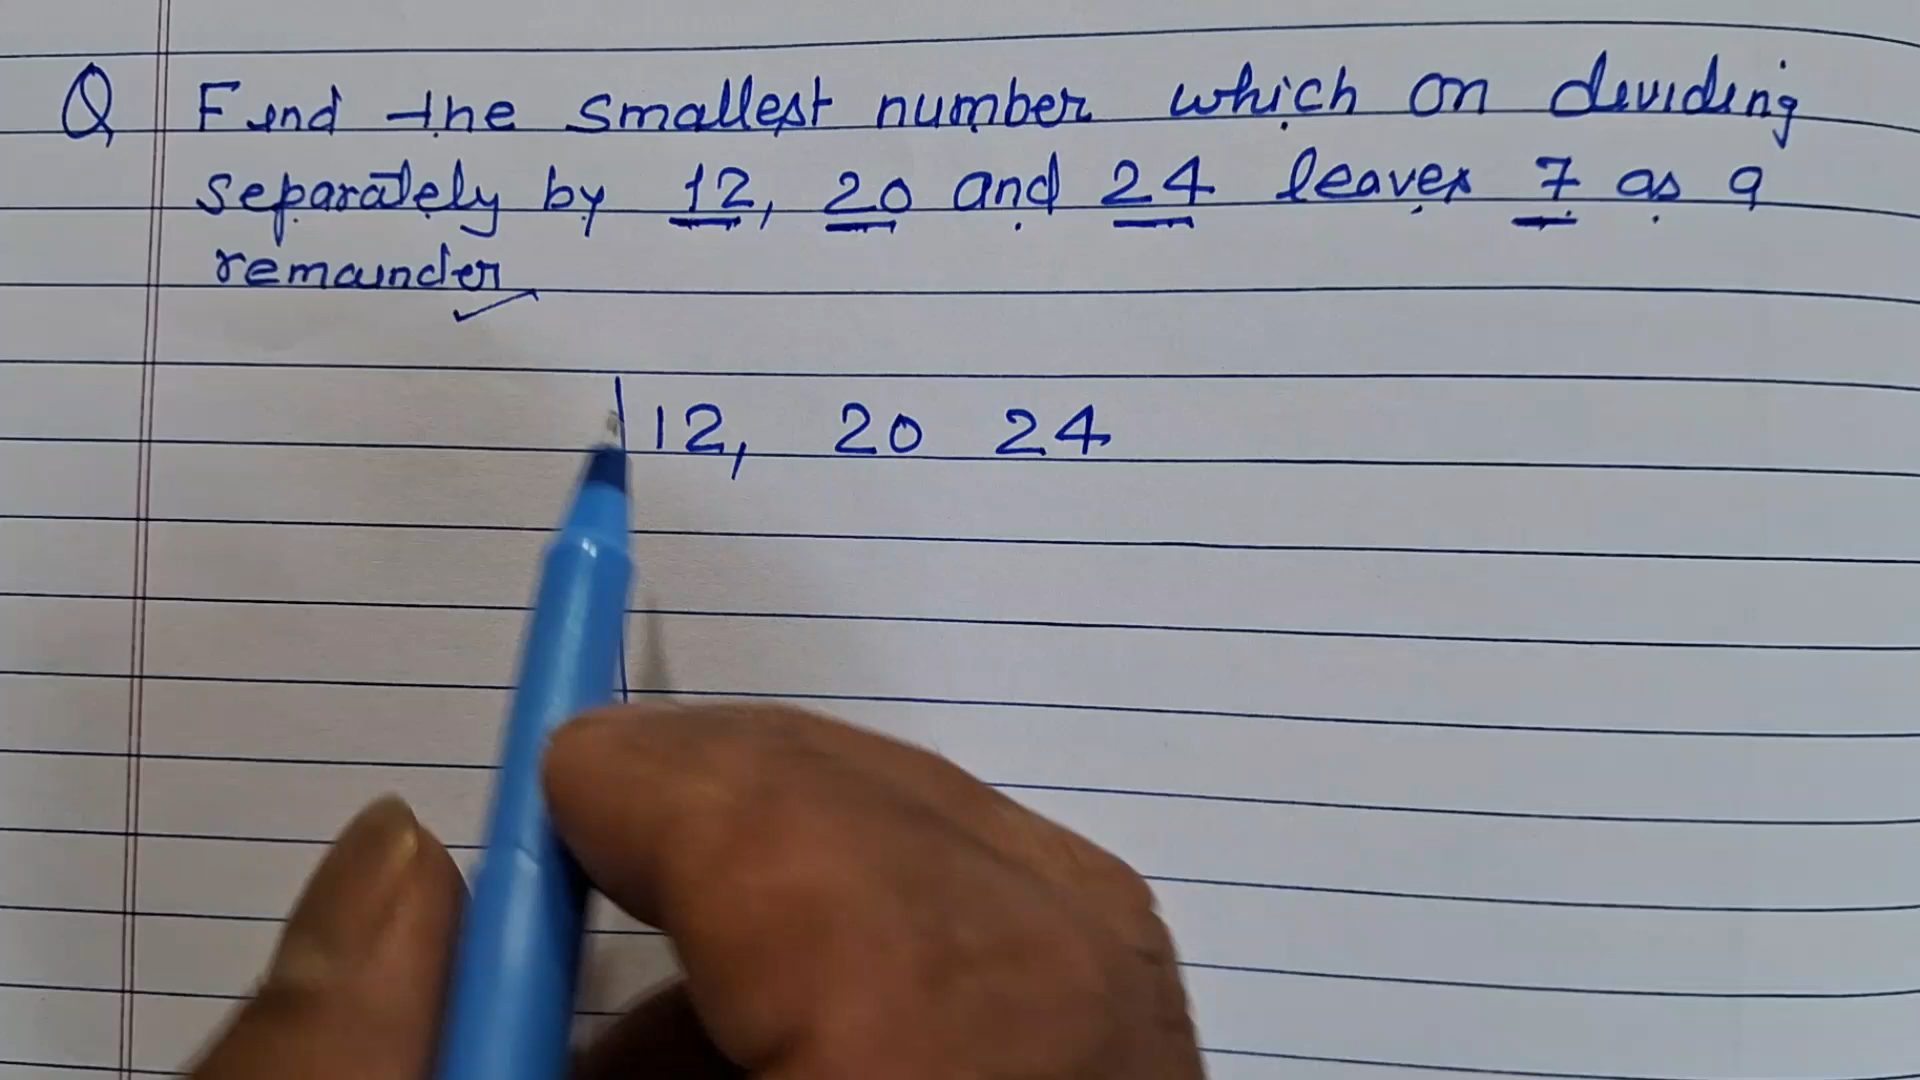 Q Find the smallest number which on dividing
separately by 12, 20 and 24 leaves 7 as a
remainder
12, 20 24